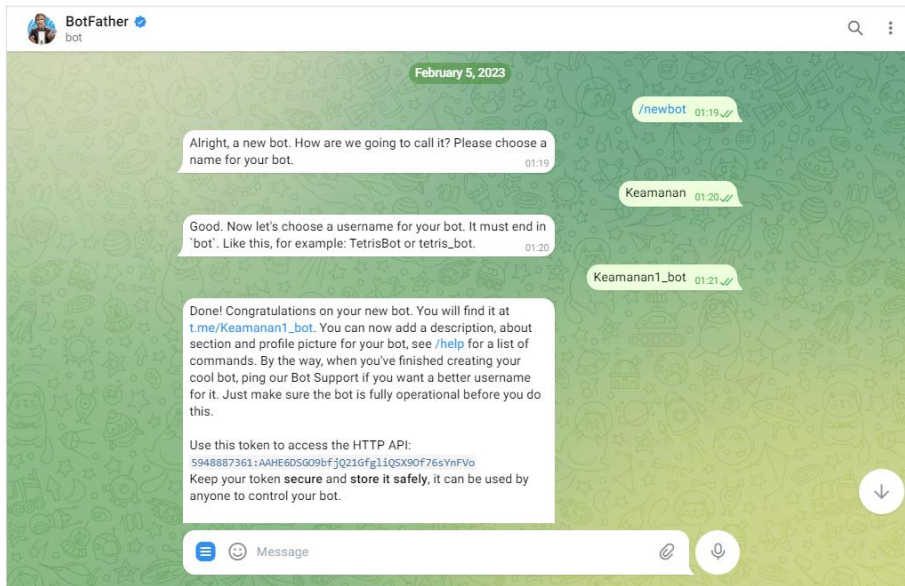 BotFather
bot
February 5, 2023
/newbot 01:19
Alright, a new bot. How are we going to call it? Please choose a
name for your bot. 01:19
Keamanan 01:20
Good. Now let's choose a username for your bot. It must end in
`bot`. Like this, for example: TetrisBot or tetris_bot. 01:20
Keamanan1_bot 01:21
Done! Congratulations on your new bot. You will find it at
t.me/Keamanan1_bot. You can now add a description, about
section and profile picture for your bot, see /help for a list of
commands. By the way, when you've finished creating your
cool bot, ping our Bot Support if you want a better username
for it. Just make sure the bot is fully operational before you do
this.
Use this token to access the HTTP API:
5948887361:AAHE6DSGO9bfjQ21GfgliQSX9Of76sYnFVo
Keep your token secure and store it safely, it can be used by
anyone to control your bot.
Message